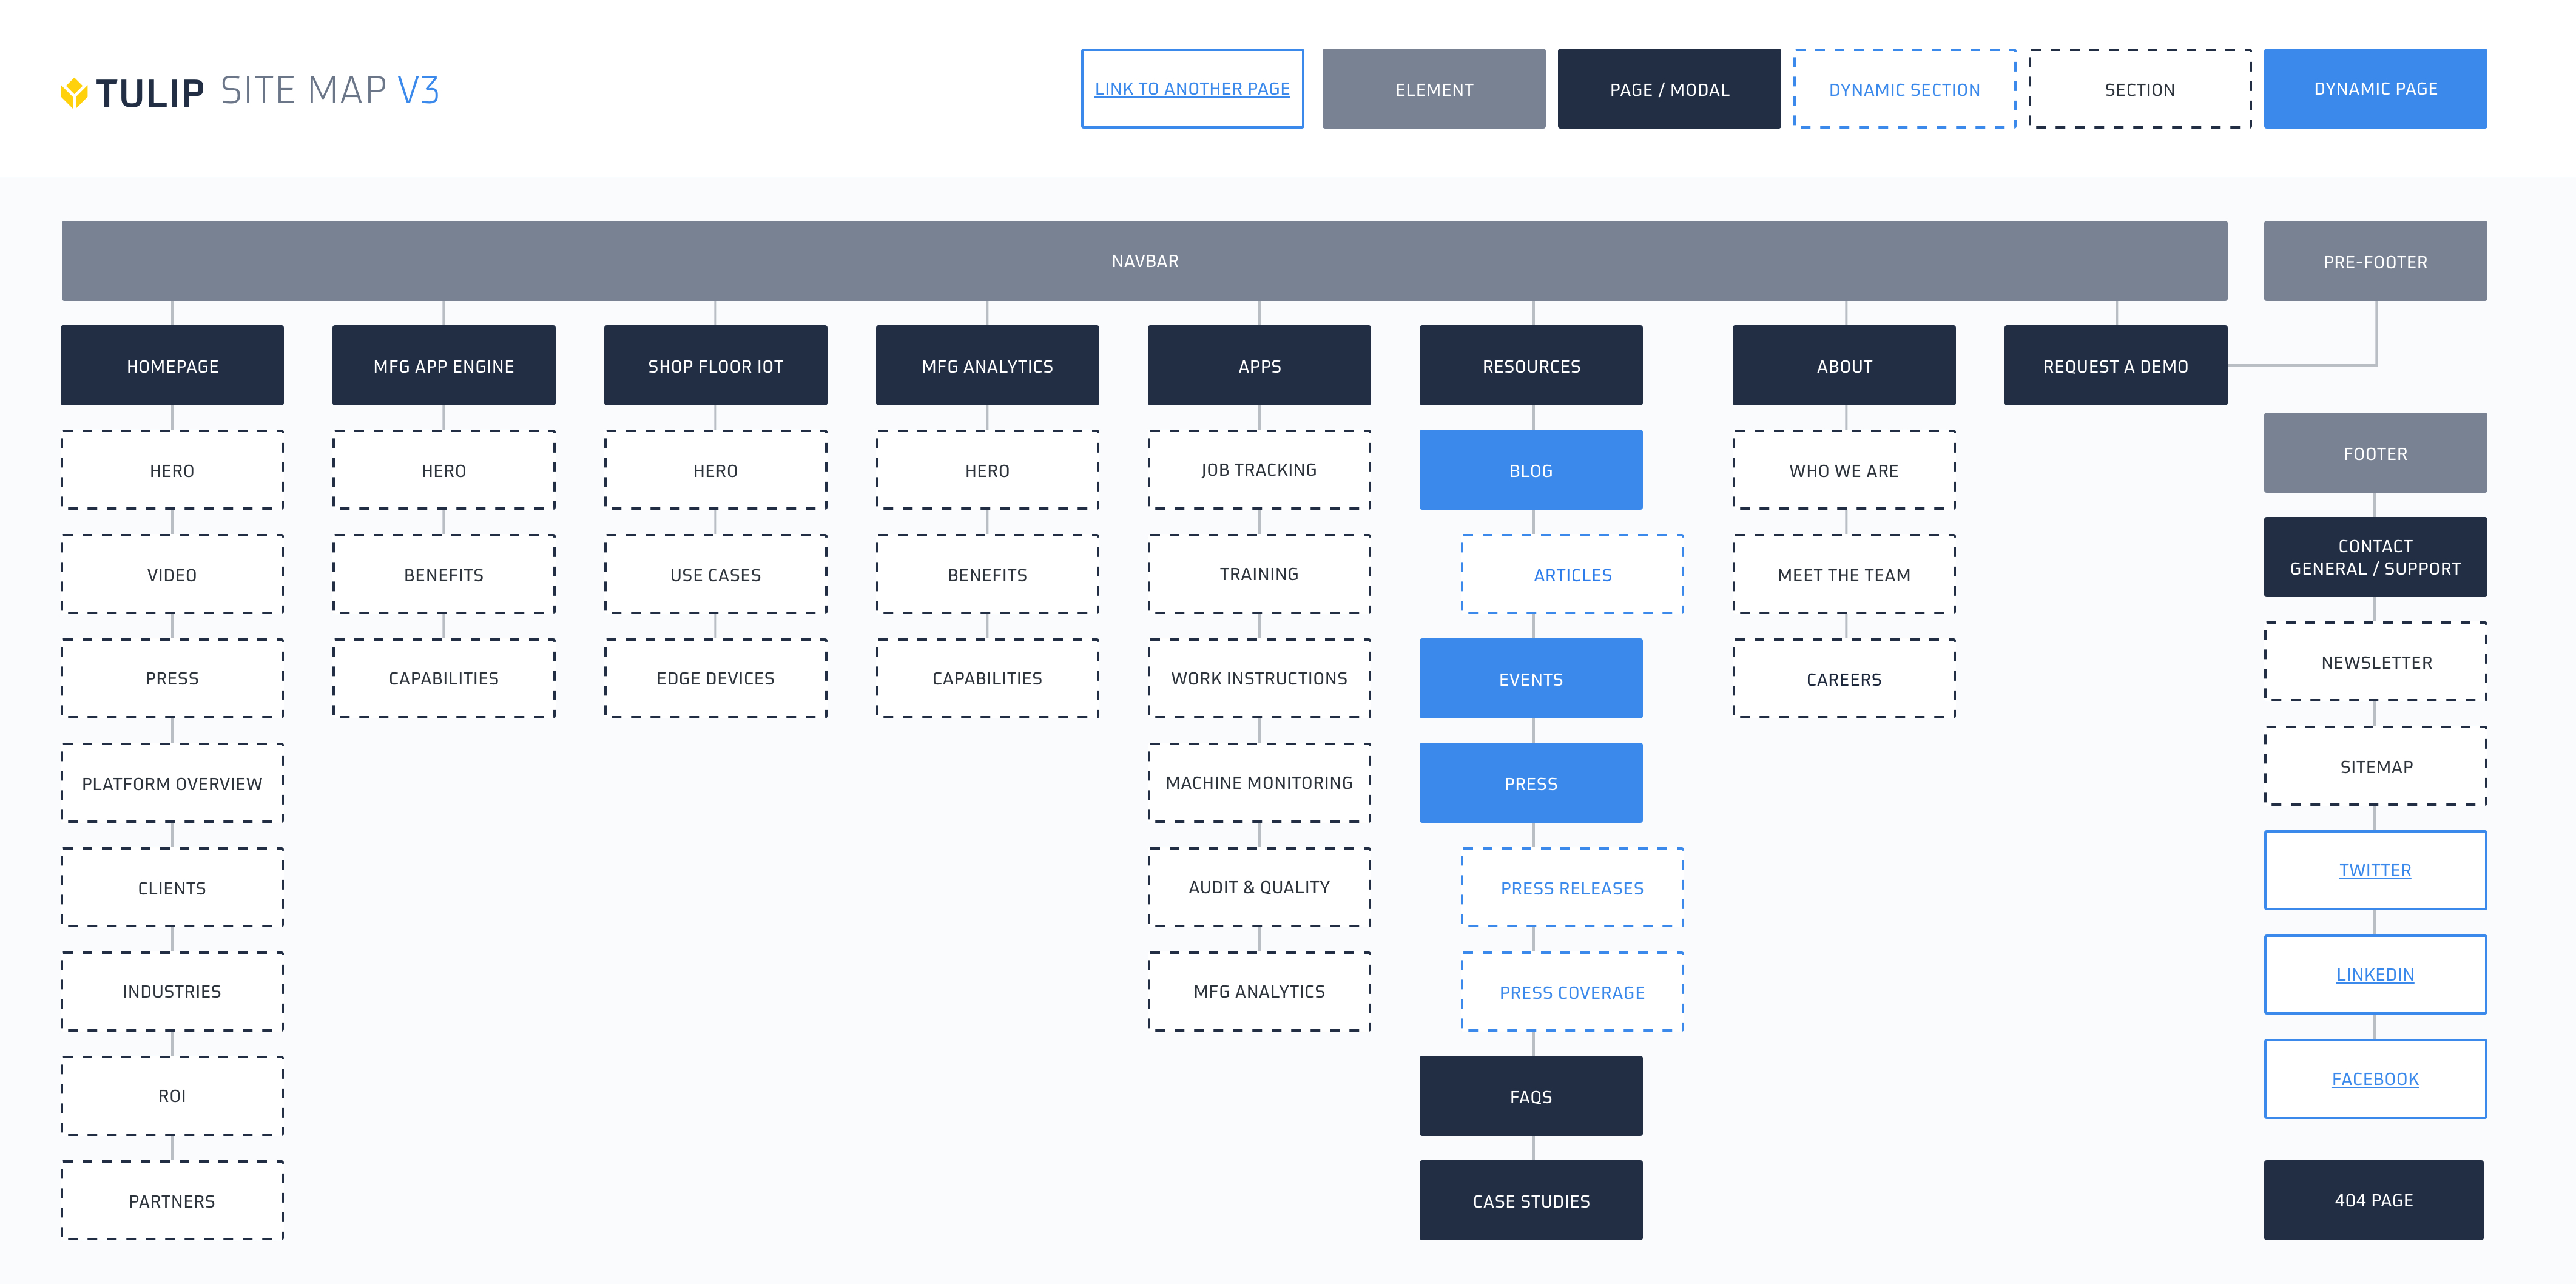 TULIP SITE MAP V3
LINK TO ANOTHER PAGE
ELEMENT
PAGE / MODAL
DYNAMIC SECTION
SECTION
DYNAMIC PAGE
NAVBAR
PRE-FOOTER
HOMEPAGE
HERO
VIDEO
PRESS
PLATFORM OVERVIEW
CLIENTS
INDUSTRIES
ROI
PARTNERS
MFG APP ENGINE
HERO
BENEFITS
CAPABILITIES
SHOP FLOOR IOT
HERO
USE CASES
EDGE DEVICES
MFG ANALYTICS
HERO
BENEFITS
CAPABILITIES
APPS
JOB TRACKING
TRAINING
WORK INSTRUCTIONS
MACHINE MONITORING
AUDIT & QUALITY
MFG ANALYTICS
RESOURCES
BLOG
ARTICLES
EVENTS
PRESS
PRESS RELEASES
PRESS COVERAGE
FAQS
CASE STUDIES
ABOUT
WHO WE ARE
MEET THE TEAM
CAREERS
REQUEST A DEMO
FOOTER
CONTACT
GENERAL / SUPPORT
NEWSLETTER
SITEMAP
TWITTER
LINKEDIN
FACEBOOK
404 PAGE